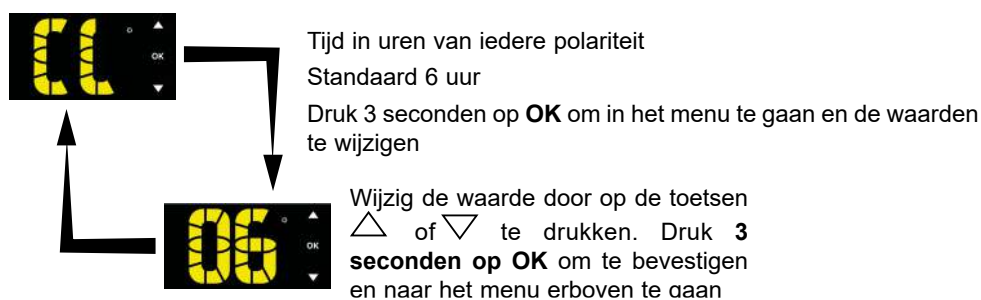 CL
OK
Tijd in uren van iedere polariteit
Standaard 6 uur
Druk 3 seconden op OK om in het menu te gaan en de waarden
te wijzigen
06
OK
Wijzig de waarde door op de toetsen
△ of ▽ te drukken. Druk 3
seconden op OK om te bevestigen
en naar het menu erboven te gaan